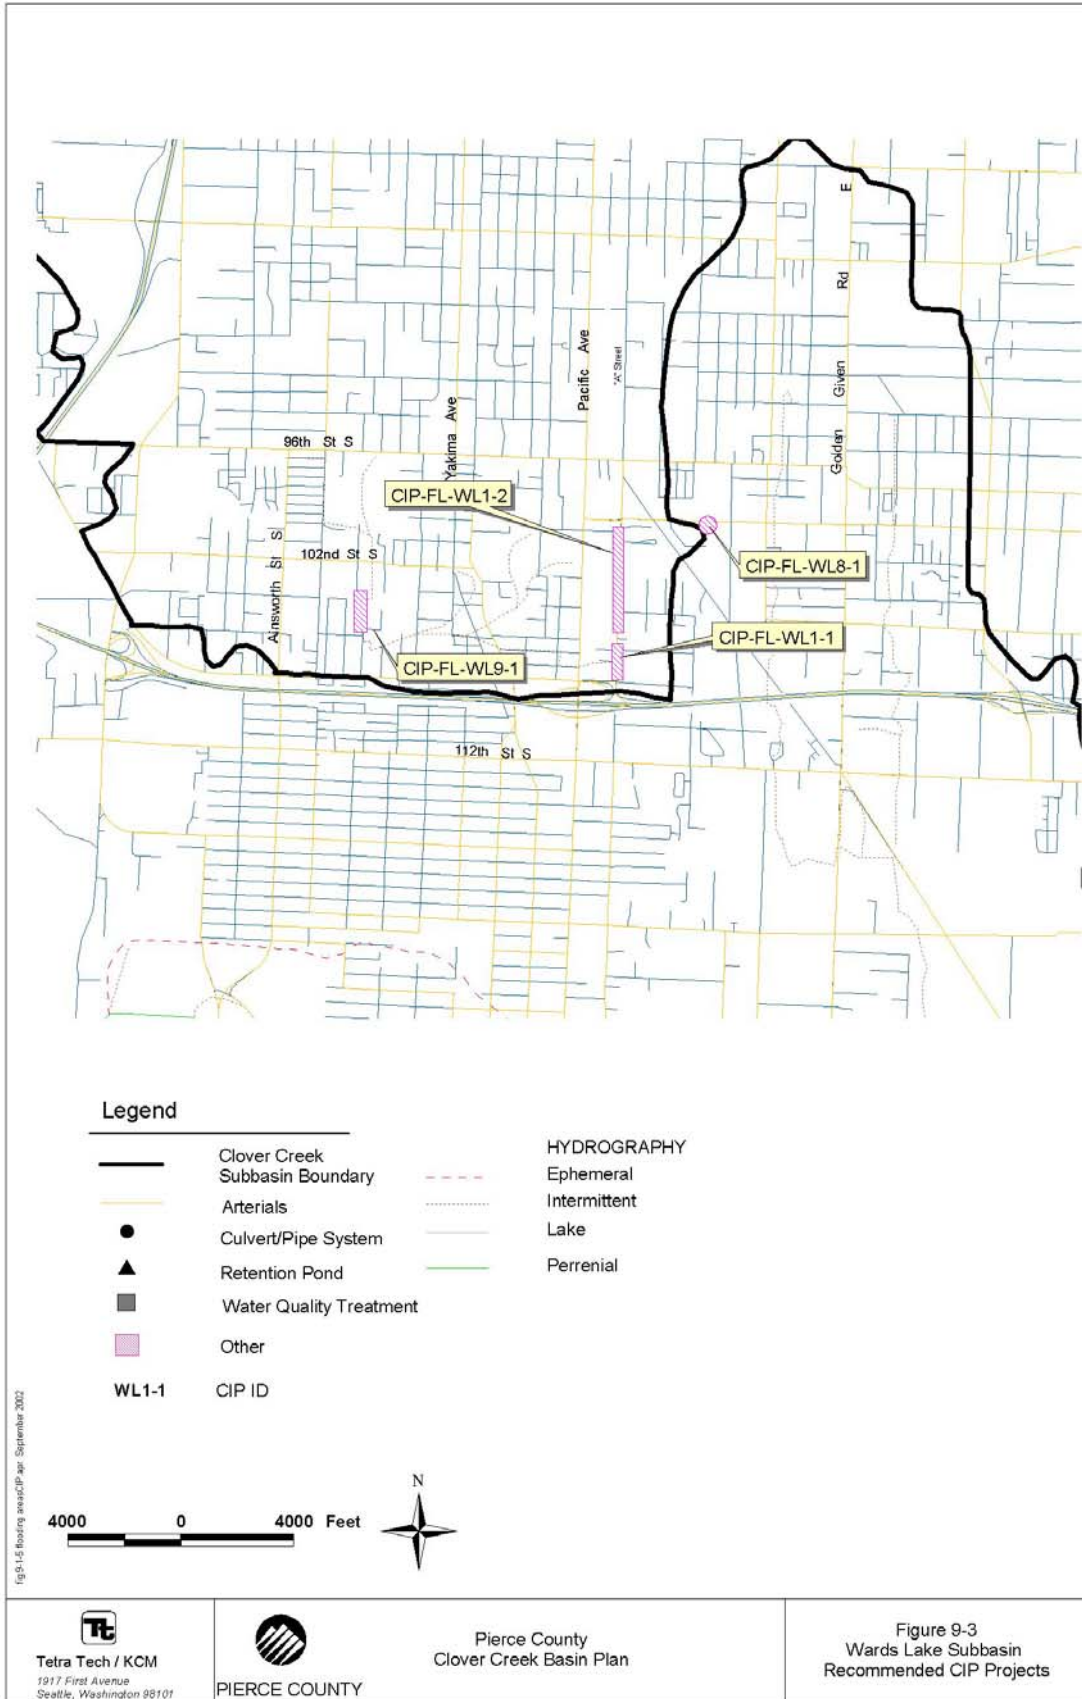 E
Rd
Given
Golden
Pacific Ave
"A" Street
Yakima Ave
96th St S
CIP-FL-WL1-2
102nd St S
Ainsworth St S
CIP-FL-WL8-1
CIP-FL-WL1-1
CIP-FL-WL9-1
112th St S
Legend
Clover Creek
Subbasin Boundary
Arterials
Culvert/Pipe System
Retention Pond
Water Quality Treatment
Other
WL1-1 CIP ID
HYDROGRAPHY
Ephemeral
Intermittent
Lake
Perrenial
fig9-1-5 flooding areasCIP.apr September 2002
4000 0 4000 Feet
N
Tt
Tetra Tech / KCM
1917 First Avenue
Seattle, Washington 98101
PIERCE COUNTY
Pierce County
Clover Creek Basin Plan
Figure 9-3
Wards Lake Subbasin
Recommended CIP Projects